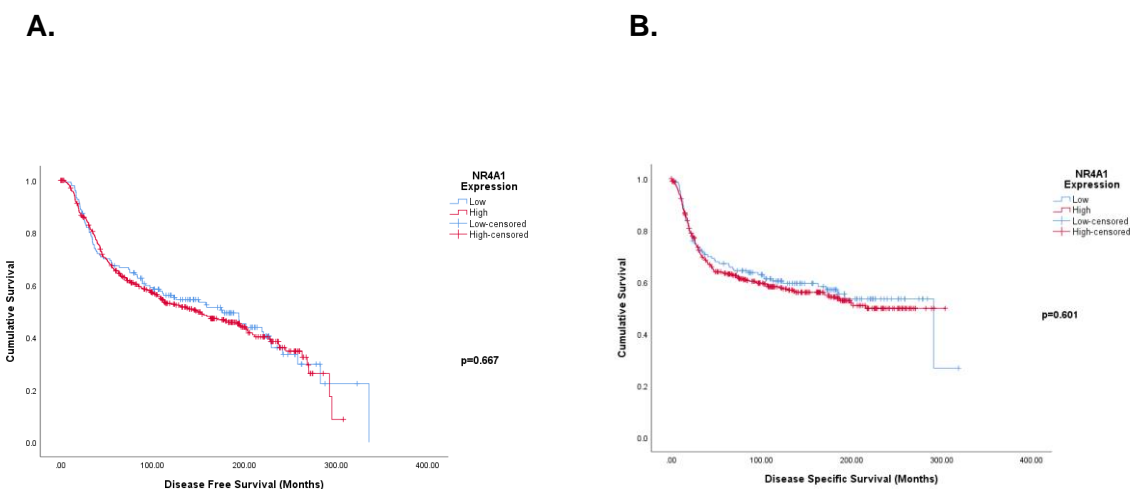 A.
B.
Cumulative Survival
1.0
0.8
0.6
0.4
0.2
0.0
.00 100.00 200.00 300.00 400.00
Disease Free Survival (Months)
NR4A1
Expression
Low
High
Low-censored
High-censored
p=0.667
Cumulative Survival
1.0
0.8
0.6
0.4
0.2
0.0
.00 100.00 200.00 300.00 400.00
Disease Specific Survival (Months)
NR4A1
Expression
Low
High
Low-censored
High-censored
p=0.601